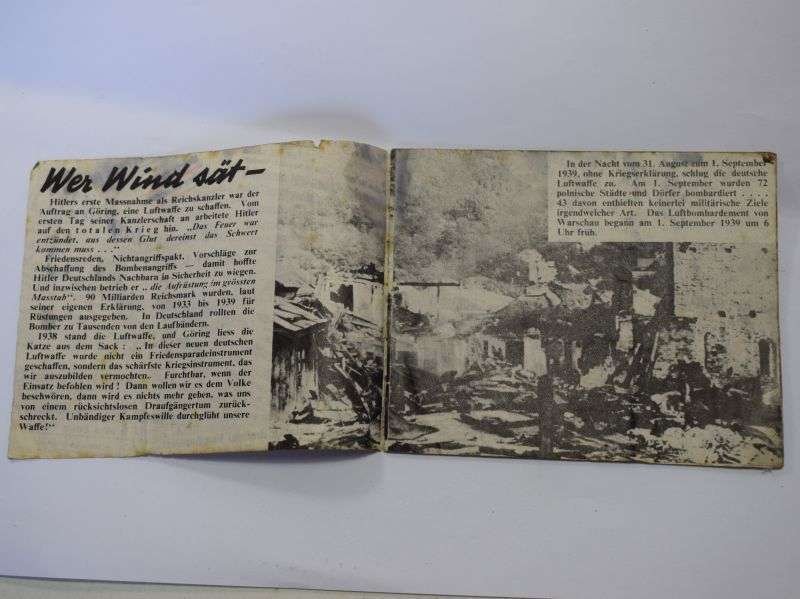 Wer Wind sät –
Hitlers erste Massnahme als Reichskanzler war der
Auftrag an Göring, eine Luftwaffe zu schaffen. Vom
ersten Tag seiner Kanzlerschaft an arbeitete Hitler
auf den totalen Krieg hin. „Das Feuer war
entzündet, aus dessen Glut dereinst das Schwert
kommen muss . . .“
Friedensreden, Nichtangriffspakt, Vorschläge zur
Abschaffung des Bombenangriffs — damit hoffte
Hitler Deutschlands Nachbarn in Sicherheit zu wiegen.
Und inzwischen betrieb er „die Aufrüstung im grössten
Masstab“. 90 Milliarden Reichsmark wurden, laut
seiner eigenen Erklärung, von 1933 bis 1939 für
Rüstungen ausgegeben. In Deutschland rollten die
Bomber zu Tausenden von den Laufbändern.
1938 stand die Luftwaffe, und Göring liess die
Katze aus dem Sack: „In dieser neuen deutschen
Luftwaffe wurde nicht ein Friedensparadeinstrument
geschaffen, sondern das schärfste Kriegsinstrument, das
wir auszubilden vermochten. Furchtbar, wenn der
Einsatz befohlen wird! Dann wollen wir es dem Volke
beschwören, dann wird es nichts mehr geben, was uns
von einem rücksichtslosen Draufgängertum zurück-
schreckt. Unbändiger Kampfeswille durchglüht unsere
Waffe!“
In der Nacht vom 31. August zum 1. September
1939, ohne Kriegserklärung, schlug die deutsche
Luftwaffe zu. Am 1. September wurden 72
polnische Städte und Dörfer bombardiert . . . .
43 davon enthielten keinerlei militärische Ziele
irgendwelcher Art. Das Luftbombardement von
Warschau begann am 1. September 1939 um 6
Uhr früh.